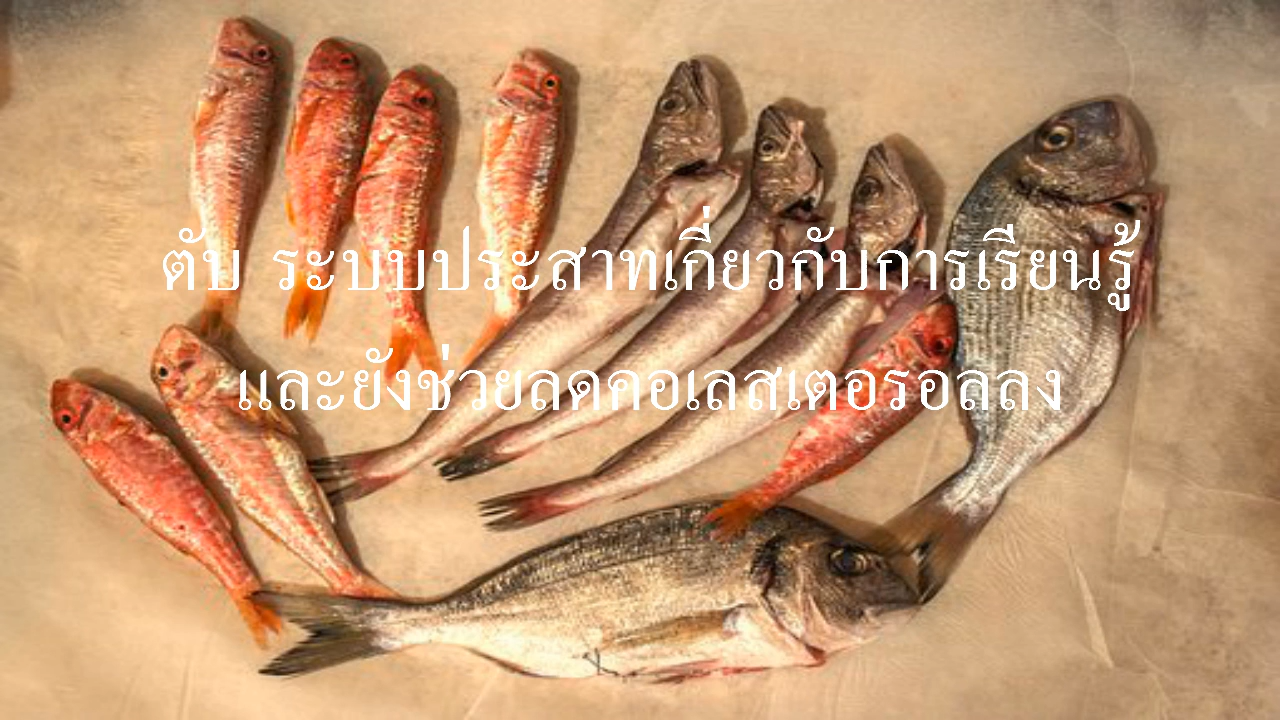 ตับ ระบบประสาทเกี่ยวกับการเรียนรู้
และยังช่วยลดคอเลสเตอรอลลง